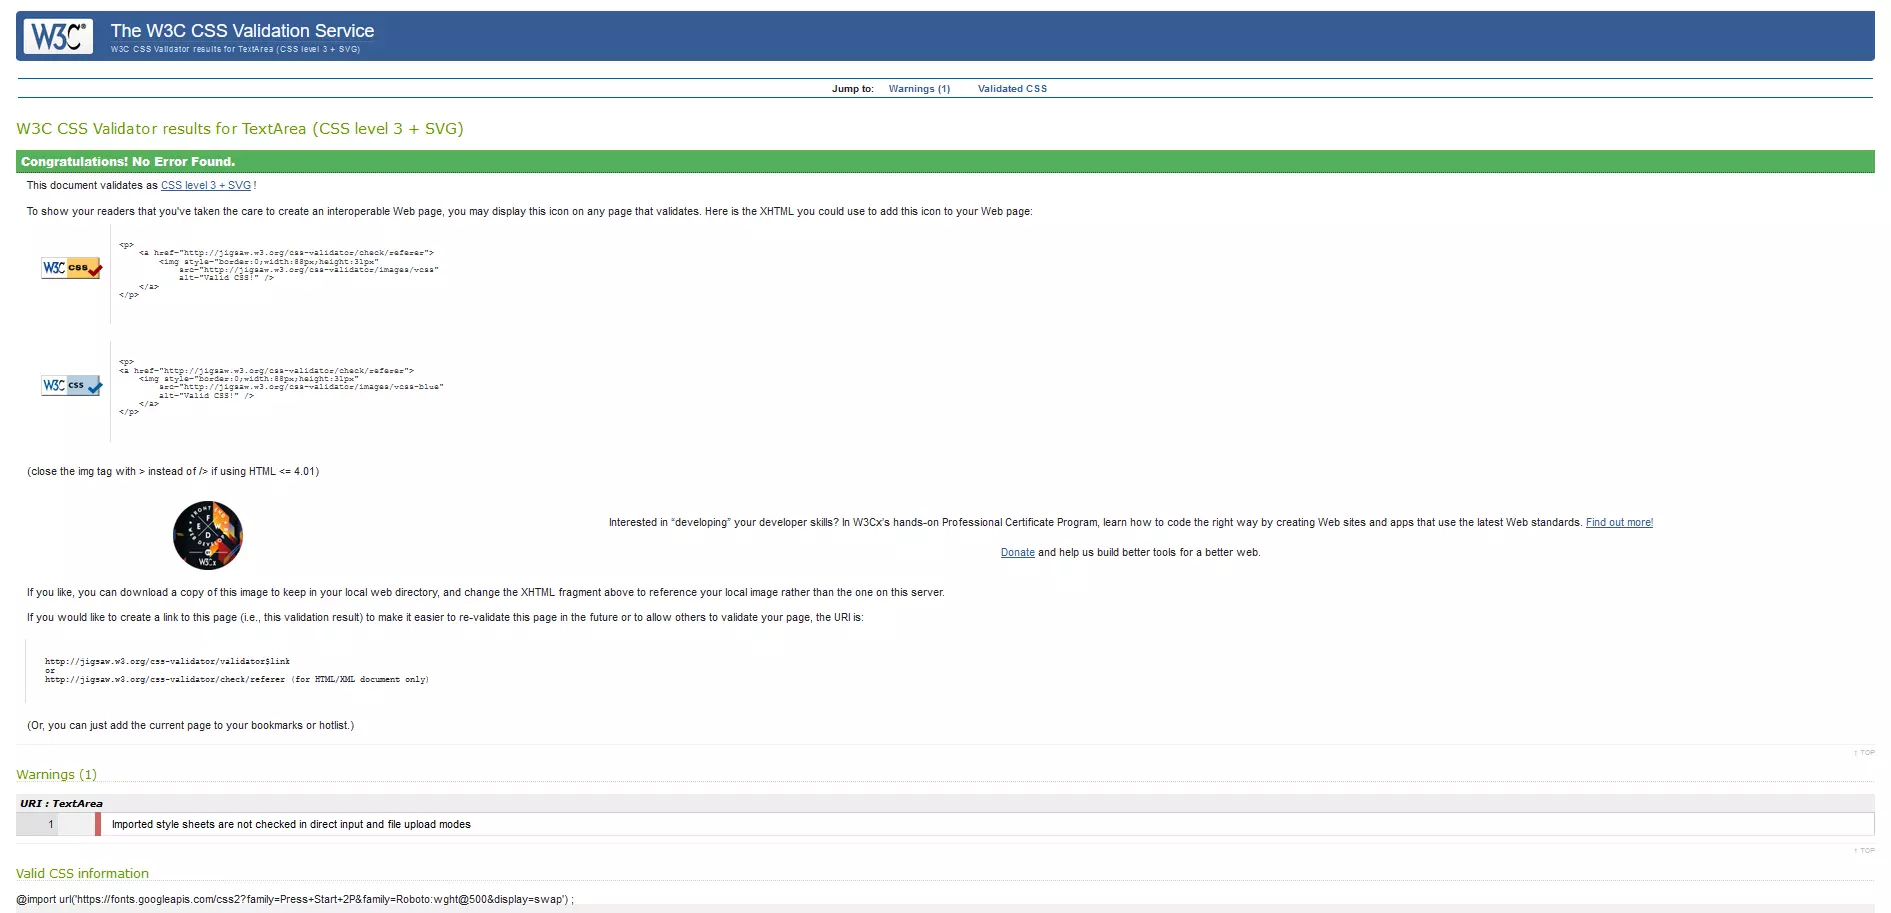 W3C®
The W3C CSS Validation Service
W3C CSS Validator results for TextArea (CSS level 3 + SVG)
Jump to: Warnings (1) Validated CSS
W3C CSS Validator results for TextArea (CSS level 3 + SVG)
Congratulations! No Error Found.
This document validates as CSS level 3 + SVG !
To show your readers that you've taken the care to create an interoperable Web page, you may display this icon on any page that validates. Here is the XHTML you could use to add this icon to your Web page:
W3C css
<p>
<a href="http://jigsaw.w3.org/css-validator/check/referer">
<img style="border:0;width:88px;height:31px"
src="http://jigsaw.w3.org/css-validator/images/vcss"
alt="Valid CSS!" />
</a>
</p>
W3C css
<p>
<a href="http://jigsaw.w3.org/css-validator/check/referer">
<img style="border:0;width:88px;height:31px"
src="http://jigsaw.w3.org/css-validator/images/vcss-blue"
alt="Valid CSS!" />
</a>
</p>
(close the img tag with > instead of /> if using HTML <= 4.01)
W3Cx
Interested in “developing” your developer skills? In W3Cx's hands-on Professional Certificate Program, learn how to code the right way by creating Web sites and apps that use the latest Web standards. Find out more!
Donate and help us build better tools for a better web.
If you like, you can download a copy of this image to keep in your local web directory, and change the XHTML fragment above to reference your local image rather than the one on this server.
If you would like to create a link to this page (i.e., this validation result) to make it easier to re-validate this page in the future or to allow others to validate your page, the URI is:
http://jigsaw.w3.org/css-validator/validator$link
or
http://jigsaw.w3.org/css-validator/check/referer (for HTML/XML document only)
(Or, you can just add the current page to your bookmarks or hotlist.)
↑ TOP
Warnings (1)
URI : TextArea
1 Imported style sheets are not checked in direct input and file upload modes
↑ TOP
Valid CSS information
@import url('https://fonts.googleapis.com/css2?family=Press+Start+2P&family=Roboto:wght@500&display=swap') ;